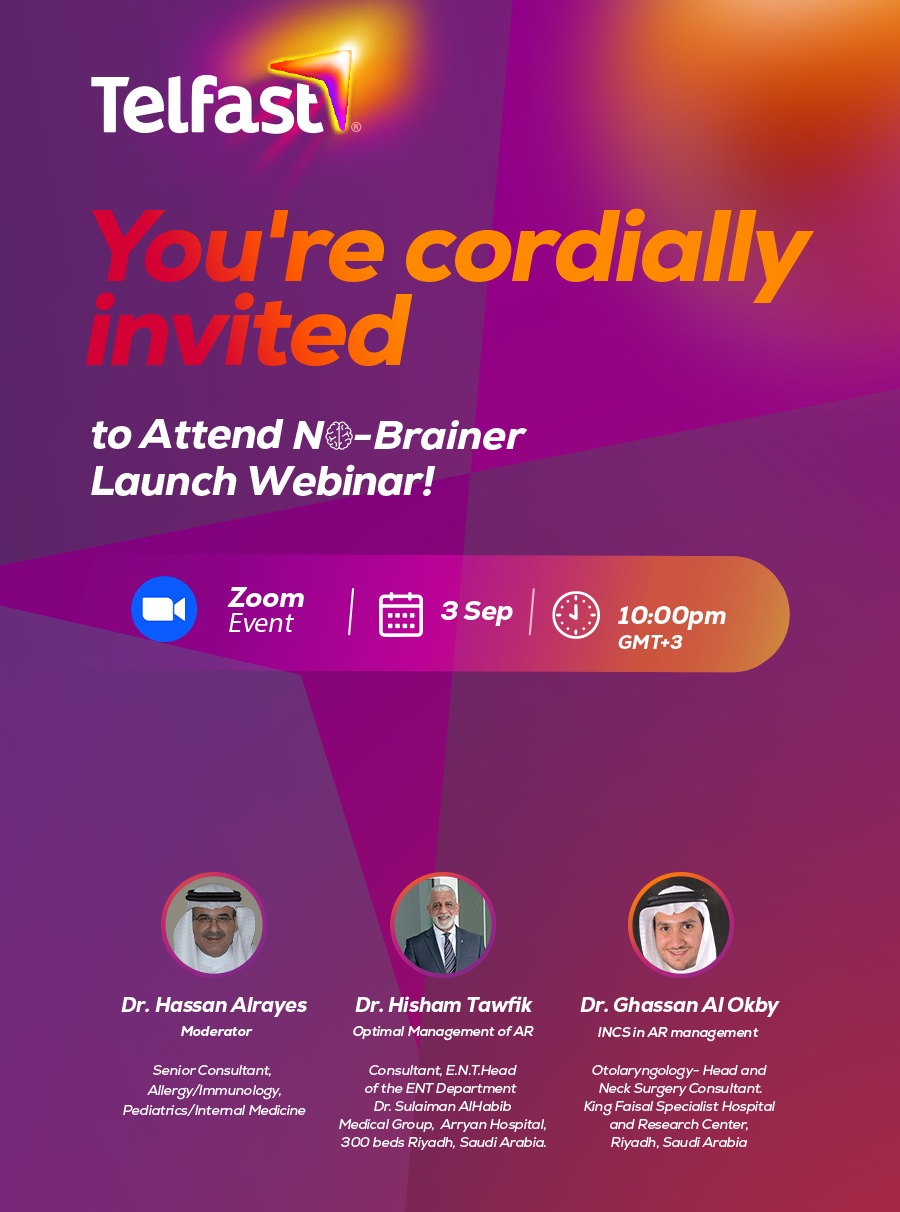 Telfast®
You're cordially
invited
to Attend NO-Brainer
Launch Webinar!
Zoom
Event
3 Sep
10:00pm
GMT+3
Dr. Hassan Alrayes
Moderator
Senior Consultant,
Allergy/Immunology,
Pediatrics/Internal Medicine
Dr. Hisham Tawfik
Optimal Management of AR
Consultant, E.N.T.Head
of the ENT Department
Dr. Sulaiman AlHabib
Medical Group, Arryan Hospital,
300 beds Riyadh, Saudi Arabia.
Dr. Ghassan Al Okby
INCS in AR management
Otolaryngology- Head and
Neck Surgery Consultant.
King Faisal Specialist Hospital
and Research Center,
Riyadh, Saudi Arabia